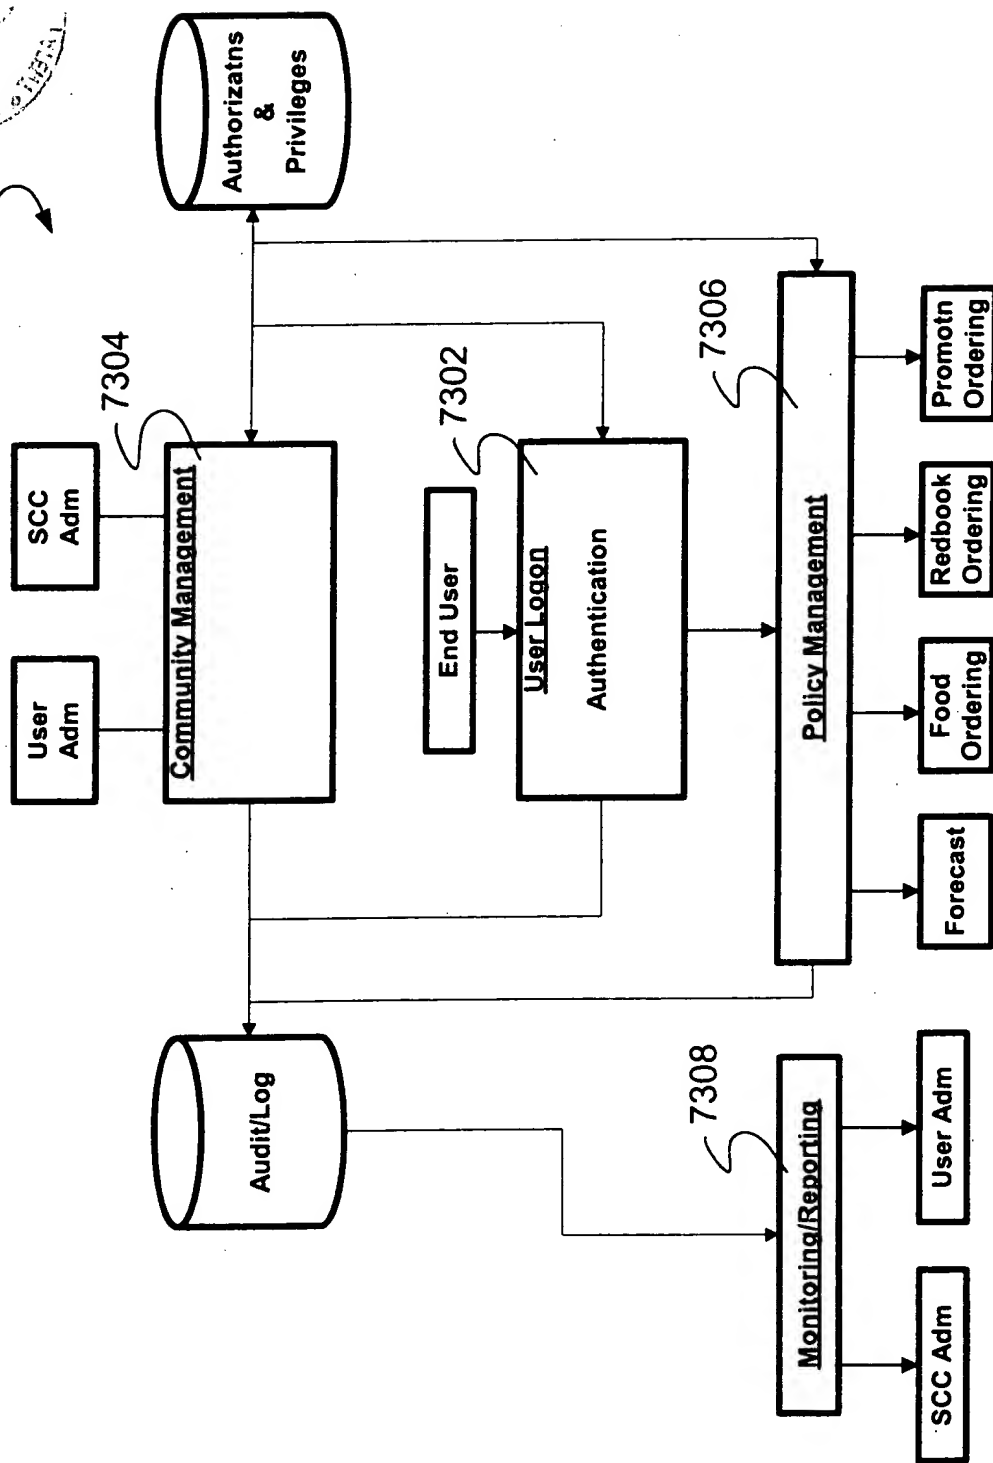 User
Adm
SCC
Adm
7304
Community Management
Authorizatns
&
Privileges
End User
7302
User Logon
Authentication
Audit/Log
7306
Policy Management
7308
Monitoring/Reporting
Forecast
Food
Ordering
Redbook
Ordering
Promotn
Ordering
SCC Adm
User Adm